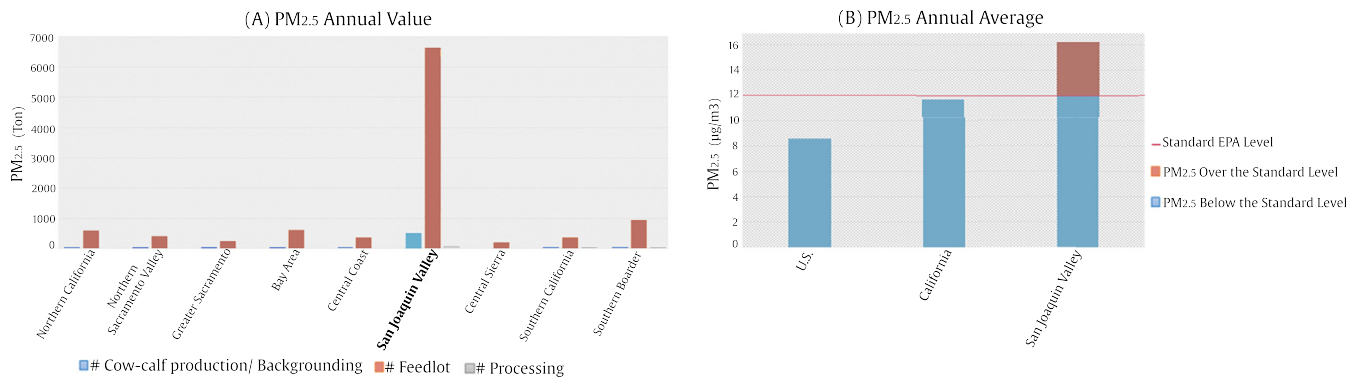 (A) PM2.5 Annual Value
PM2.5 (Ton)
7000
6000
5000
4000
3000
2000
1000
0
Northern California
Northern
Sacramento Valley
Greater Sacramento
Bay Area
Central Coast
San Joaquin Valley
Central Sierra
Southern California
Southern Boarder
# Cow-calf production/ Backgrounding
# Feedlot
# Processing
(B) PM2.5 Annual Average
PM2.5 (µg/m3)
16
14
12
10
8
6
4
2
0
U.S.
California
San Joaquin Valley
Standard EPA Level
PM2.5 Over the Standard Level
PM2.5 Below the Standard Level